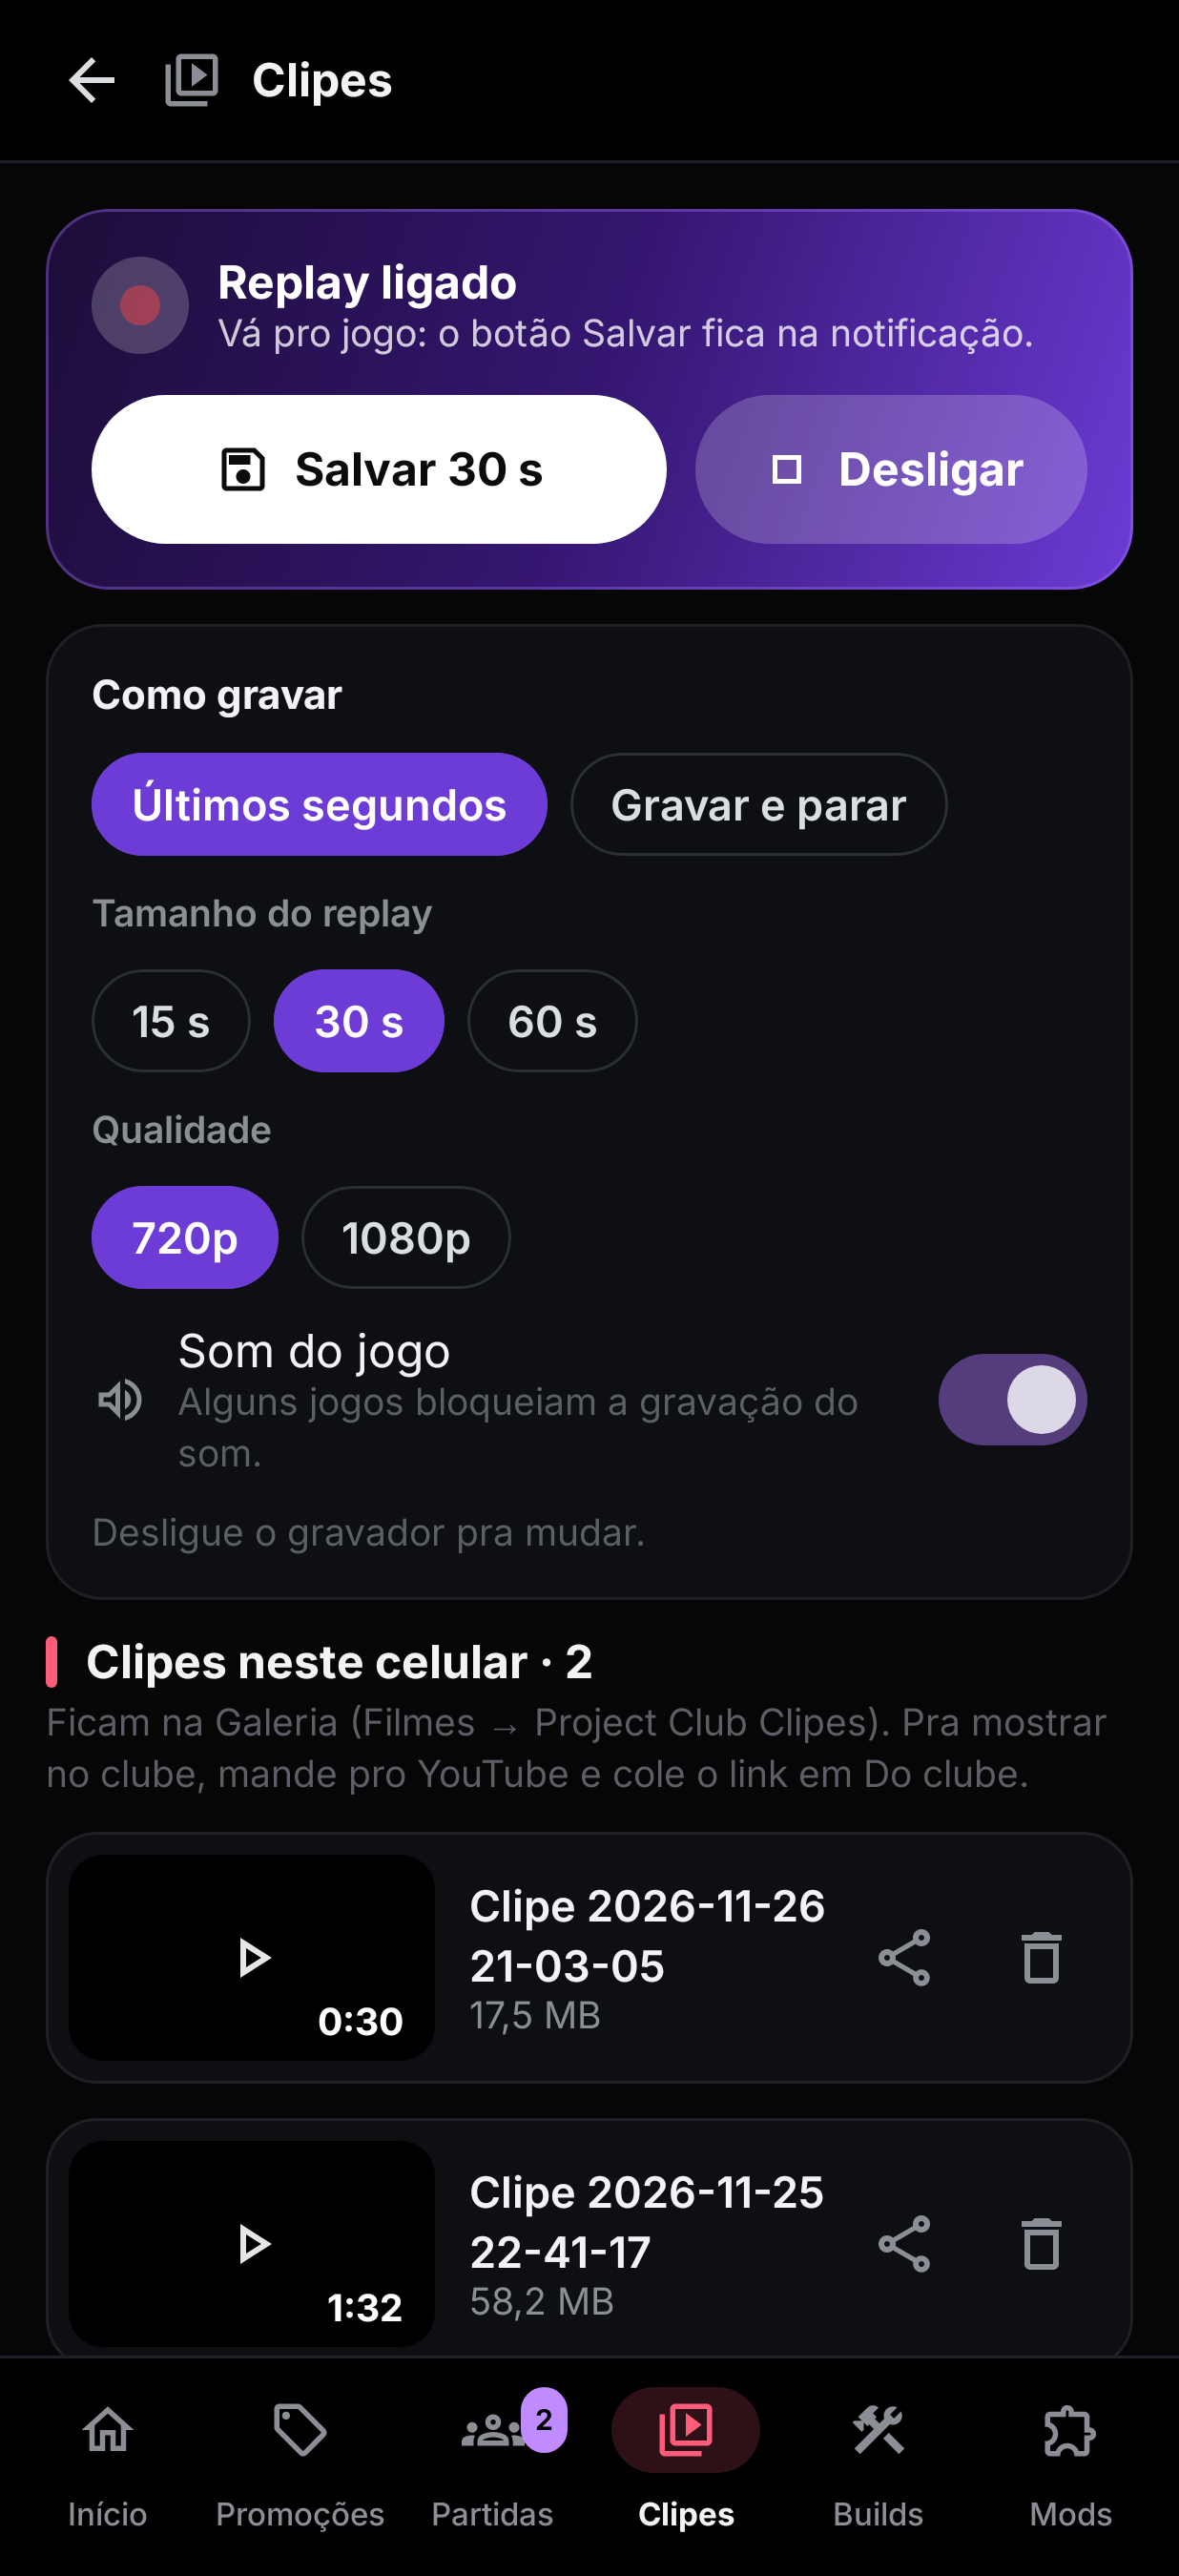 Clipes
Replay ligado
Vá pro jogo: o botão Salvar fica na notificação.
Salvar 30 s
Desligar
Como gravar
Últimos segundos
Gravar e parar
Tamanho do replay
15 s
30 s
60 s
Qualidade
720p
1080p
Som do jogo
Alguns jogos bloqueiam a gravação do
som.
Desligue o gravador pra mudar.
Clipes neste celular · 2
Ficam na Galeria (Filmes → Project Club Clipes). Pra mostrar
no clube, mande pro YouTube e cole o link em Do clube.
Clipe 2026-11-26
21-03-05
17,5 MB
0:30
Clipe 2026-11-25
22-41-17
58,2 MB
1:32
2
Início
Promoções
Partidas
Clipes
Builds
Mods